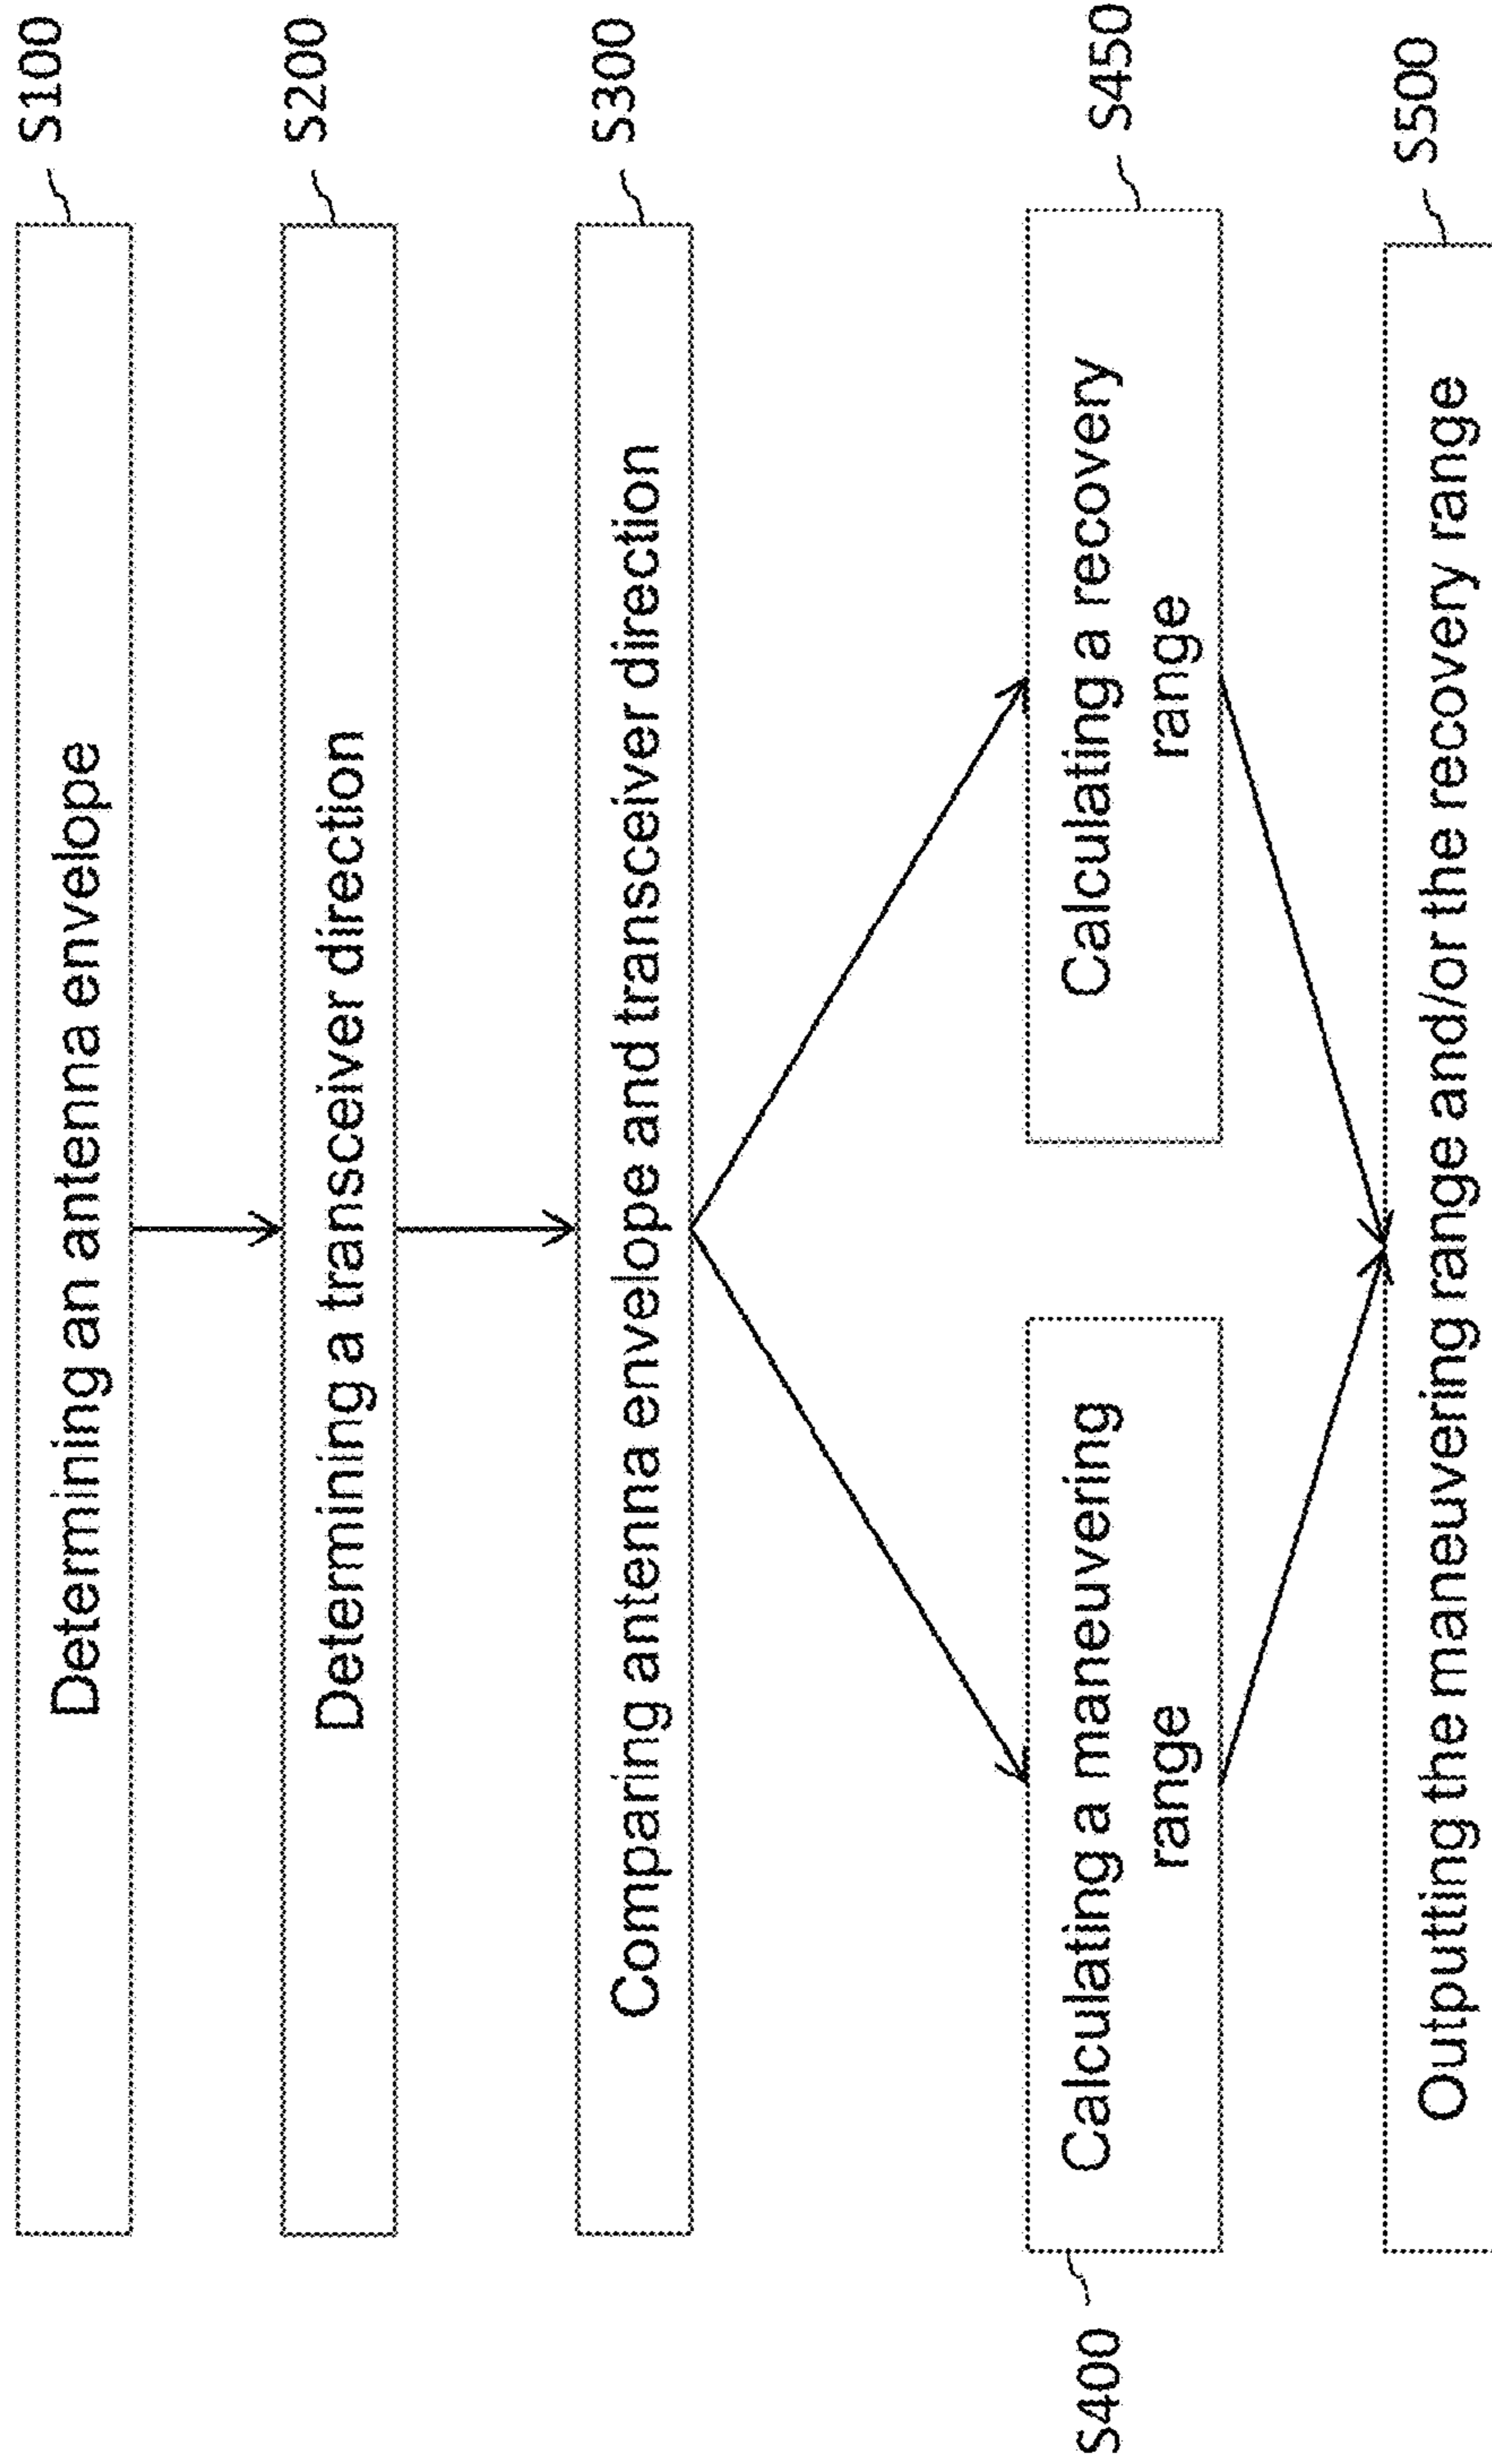 Determining an antenna envelope
S100
Determining a transceiver direction
S200
Comparing antenna envelope and transceiver direction
S300
S400
Calculating a maneuvering
range
Calculating a recovery
range
S450
Outputting the maneuvering range and/or the recovery range
S500